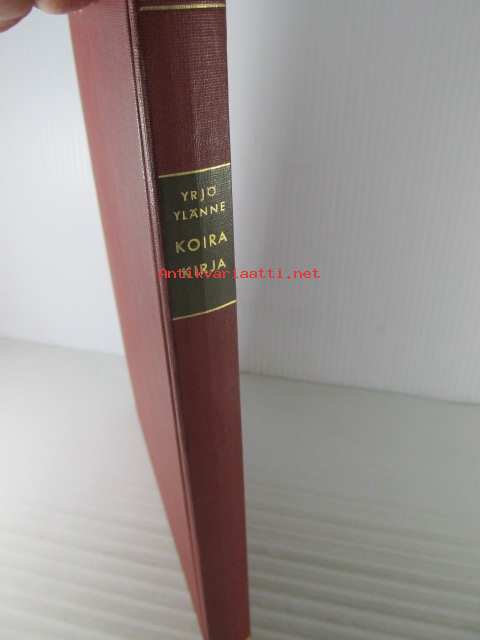 YRJÖ
YLÄNNE
KOIRA
KIRJA
Antikvariaatti.net